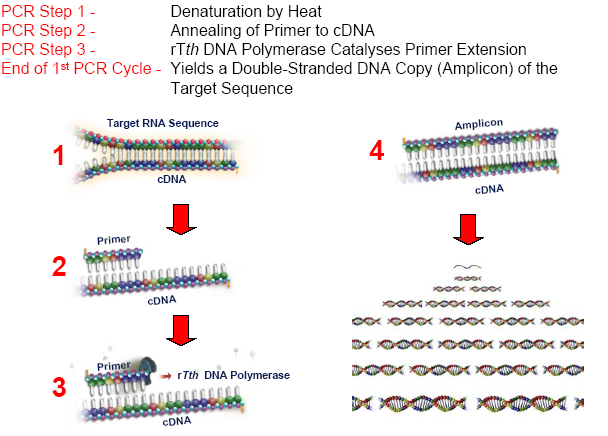 PCR Step 1 - Denaturation by Heat
PCR Step 2 - Annealing of Primer to cDNA
PCR Step 3 - rTth DNA Polymerase Catalyses Primer Extension
End of 1st PCR Cycle - Yields a Double-Stranded DNA Copy (Amplicon) of the
Target Sequence
1
Target RNA Sequence
cDNA
2
Primer
cDNA
3
Primer
rTth DNA Polymerase
cDNA
4
Amplicon
cDNA